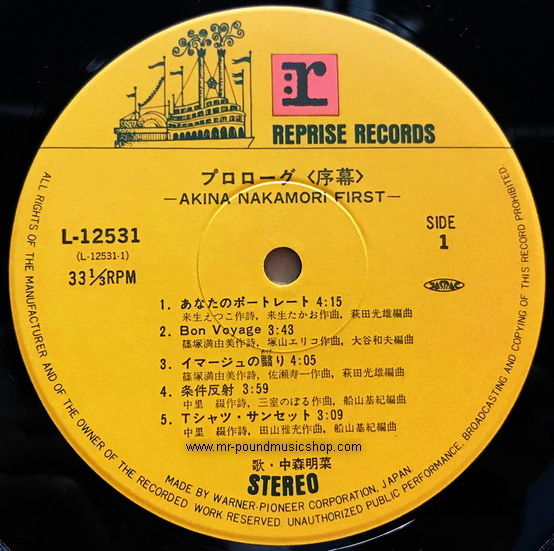 r
REPRISE RECORDS
プロローグ〈序幕〉
—AKINA NAKAMORI FIRST—
L-12531
(L-12531-1)
33 1/3 RPM
SIDE
1
JASRAC
1. あなたのポートレート 4:15
来生えつこ作詩, 来生たかお作曲, 萩田光雄編曲
2. Bon Voyage 3:43
篠塚満由美作詩, 塚山エリコ作曲, 大谷和夫編曲
3. イマージュの翳り 4:05
篠塚満由美作詩, 佐瀬寿一作曲, 萩田光雄編曲
4. 条件反射 3:59
中里 綴作詩, 三室のぼる作曲, 船山基紀編曲
5. Tシャツ・サンセット 3:09
中里 綴作詩, 田山雅充作曲, 船山基紀編曲
www.mr-poundmusicshop.com
歌・中森明菜
STEREO
MADE BY WARNER-PIONEER CORPORATION, JAPAN.
ALL RIGHTS OF THE MANUFACTURER AND OF THE OWNER OF THE RECORDED WORK RESERVED. UNAUTHORIZED PUBLIC PERFORMANCE, BROADCASTING AND COPYING OF THIS RECORD PROHIBITED.